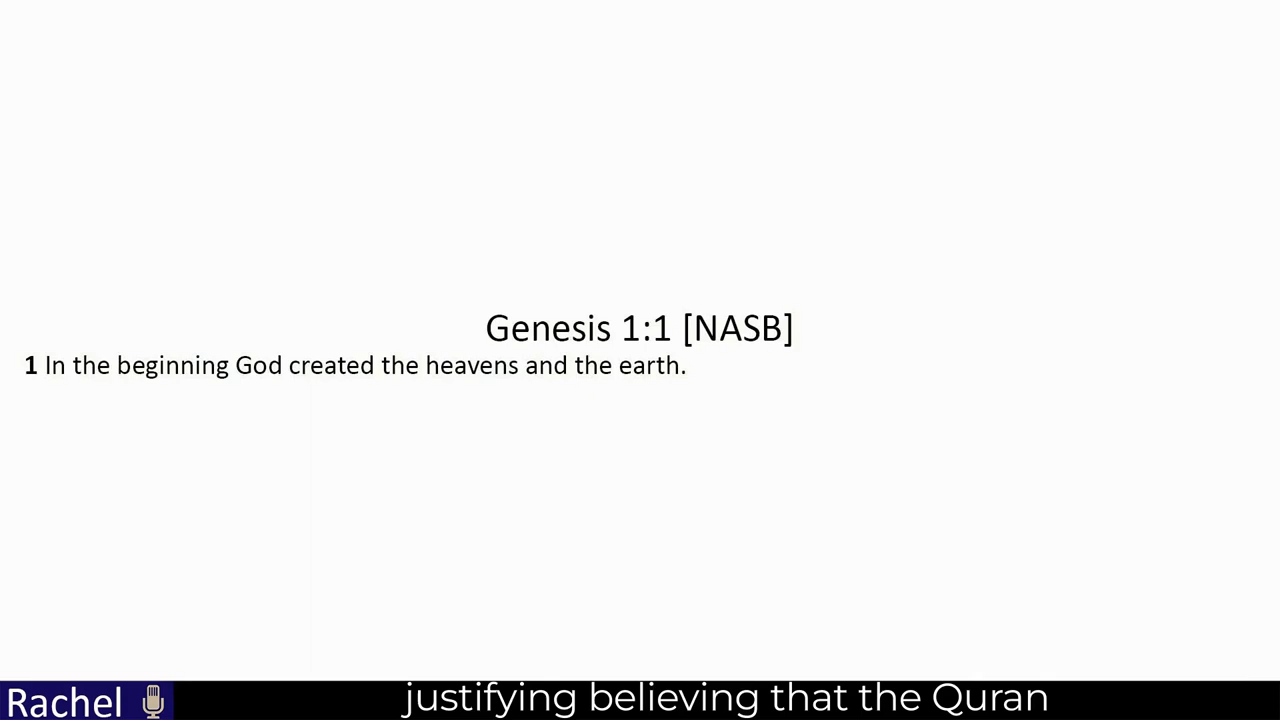 Genesis 1:1 [NASB]
1 In the beginning God created the heavens and the earth.
Rachel
justifying believing that the Quran